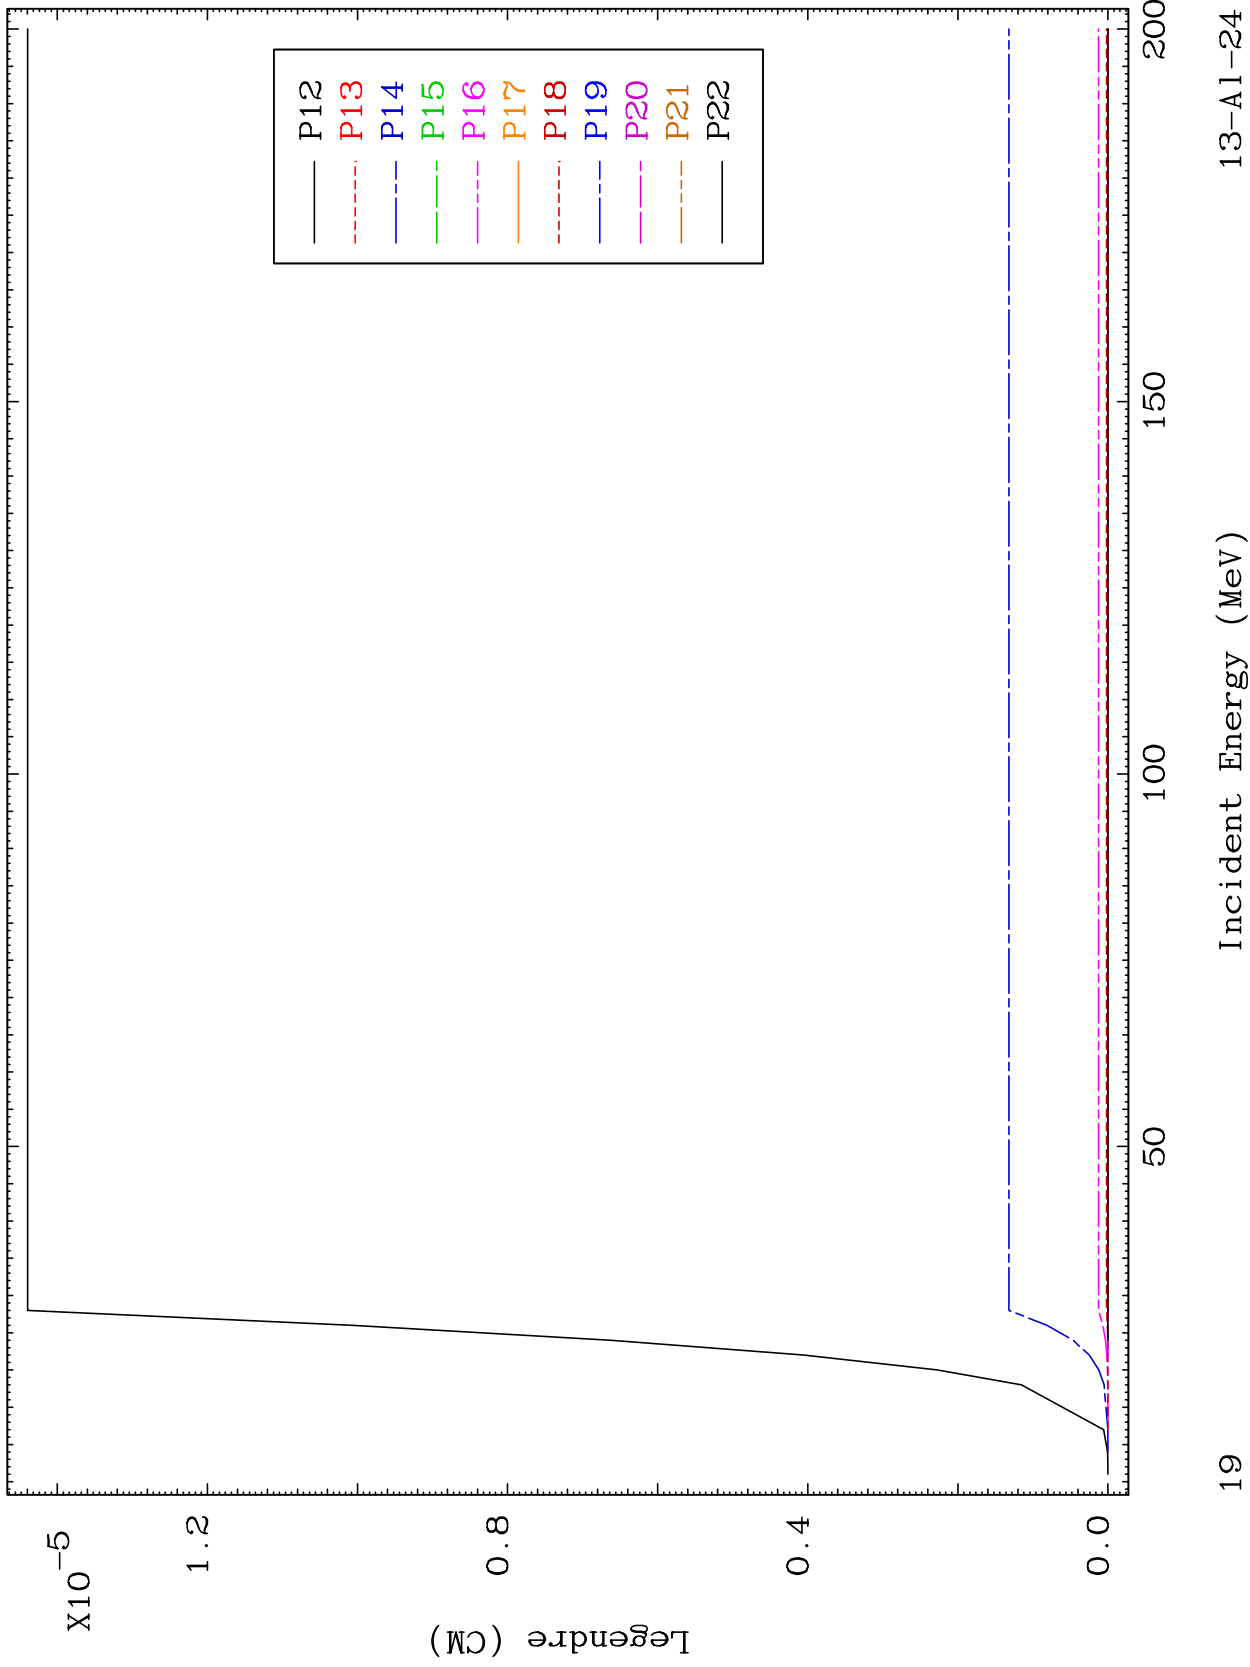 X10
-5
1.2
0.8
0.4
0.0
Legendre (CM)
P12
P13
P14
P15
P16
P17
P18
P19
P20
P21
P22
50
100
150
200
Incident Energy (MeV)
19
13-Al-24